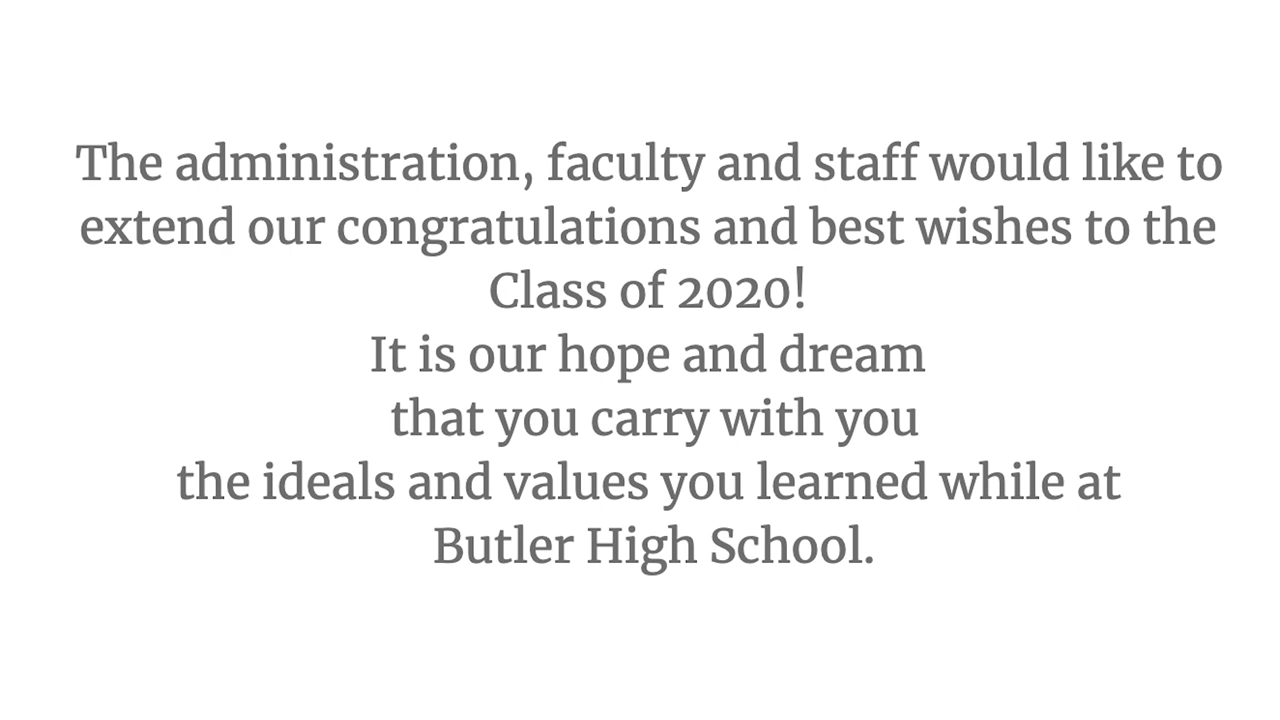 The administration, faculty and staff would like to
extend our congratulations and best wishes to the
Class of 2020!
It is our hope and dream
that you carry with you
the ideals and values you learned while at
Butler High School.